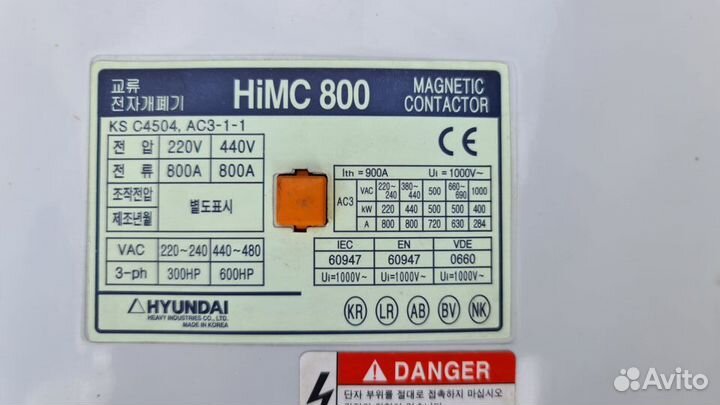 교류
전자개폐기
HiMC 800
MAGNETIC
CONTACTOR
KS C4504, AC3-1-1
전 압 220V 440V
전 류 800A 800A
조작전압
제조년월
별도표시
VAC 220~240 440~480
3-ph 300HP 600HP
HYUNDAI
HEAVY INDUSTRIES CO., LTD.
MADE IN KOREA
CE
Ith = 900A Ui = 1000V~
AC3
VAC 220~240 380~440 500 660~690 1000
kW 220 440 500 500 400
A 800 800 720 630 284
IEC EN VDE
60947 60947 0660
Ui=1000V~ Ui=1000V~ Ui=1000V~
KR LR AB BV NK
DANGER
단자 부위를 절대로 접촉하지 마십시오
Avito